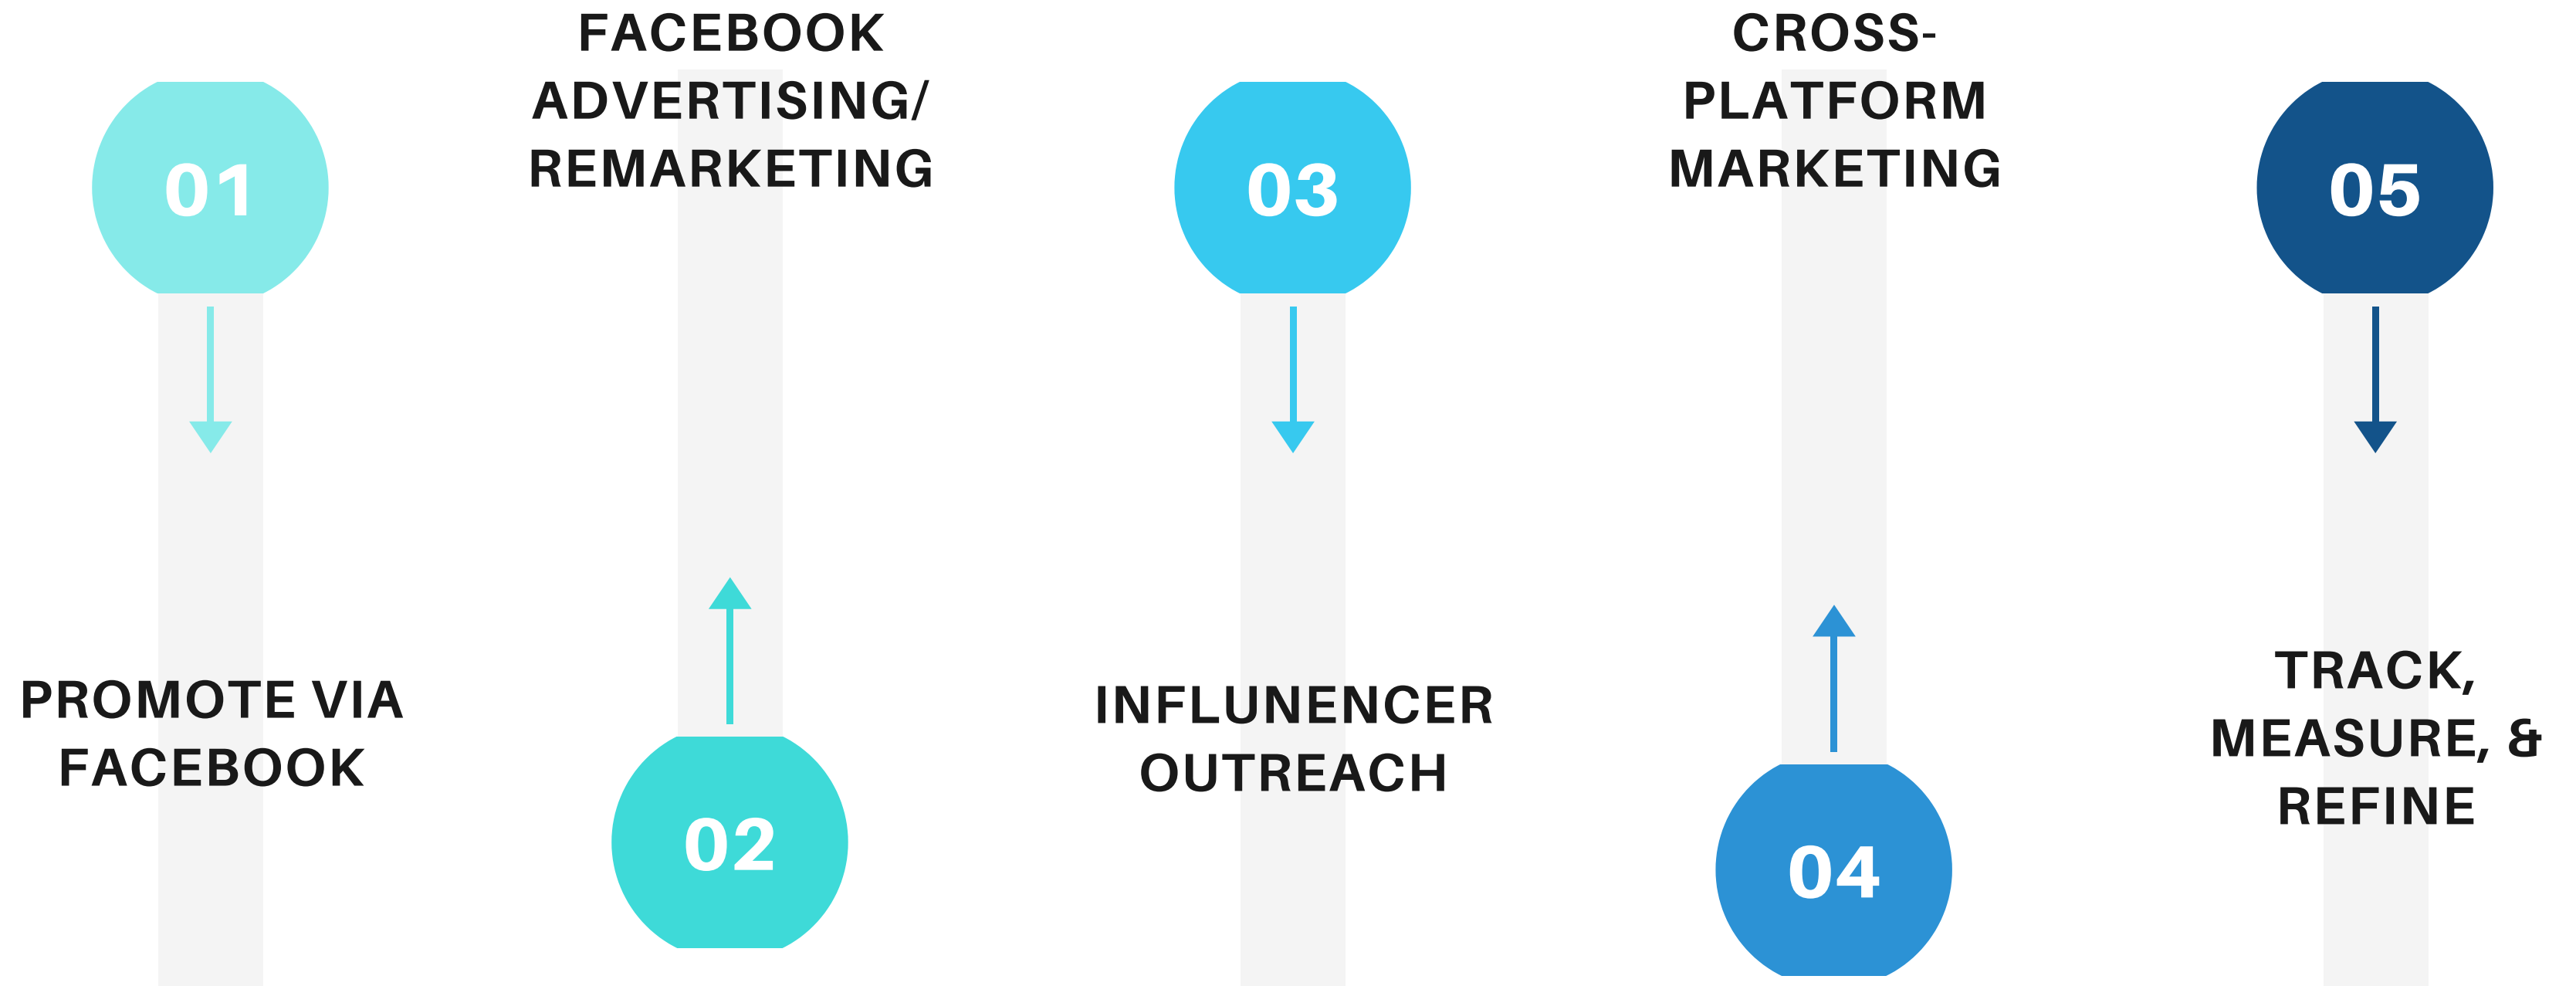 01
PROMOTE VIA
FACEBOOK
FACEBOOK
ADVERTISING/
REMARKETING
02
03
INFLUNENCER
OUTREACH
CROSS-
PLATFORM
MARKETING
04
05
TRACK,
MEASURE, &
REFINE